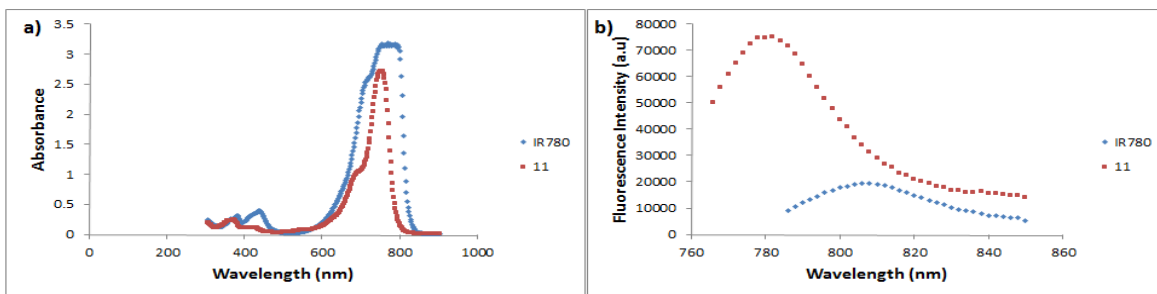 a)
3.5
3
2.5
2
1.5
1
0.5
0
Absorbance
0 200 400 600 800 1000
Wavelength (nm)
IR780
11
b)
80000
70000
60000
50000
40000
30000
20000
10000
0
Fluorescence Intensity (a.u)
760 780 800 820 840 860
Wavelength (nm)
IR780
11